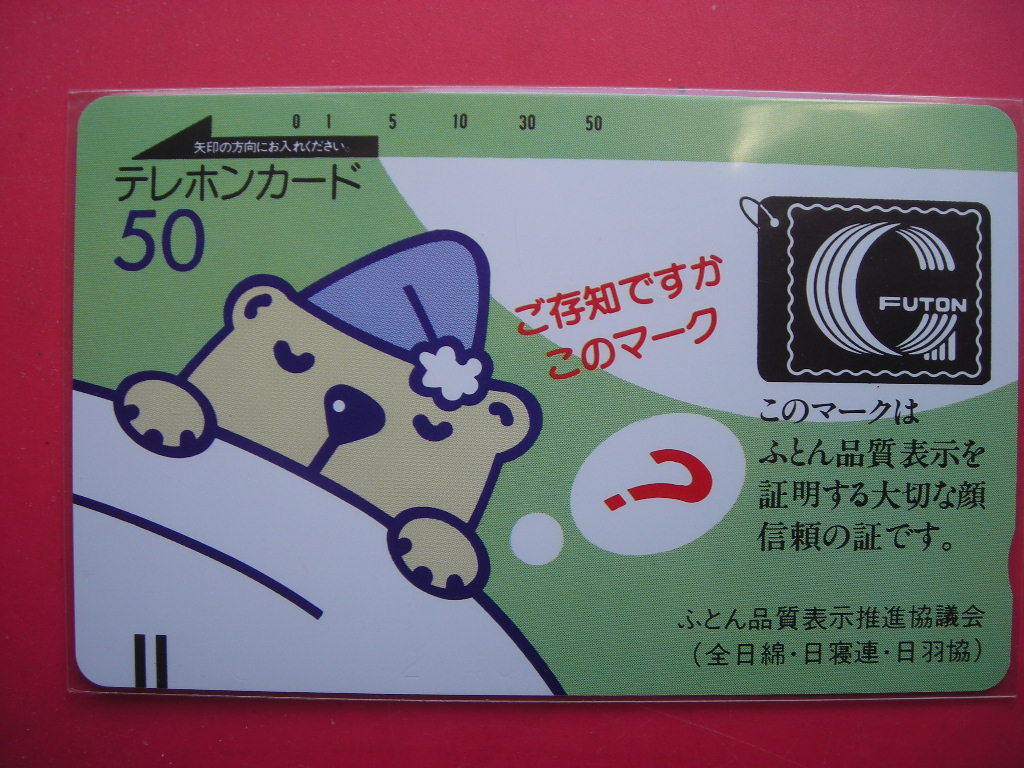 0 1 5 10 30 50
矢印の方向にお入れください。
テレホンカード
50
ご存知ですか
このマーク
FUTON
?
このマークは
ふとん品質表示を
証明する大切な顔
信頼の証です。
ふとん品質表示推進協議会
(全日綿・日寝連・日羽協)